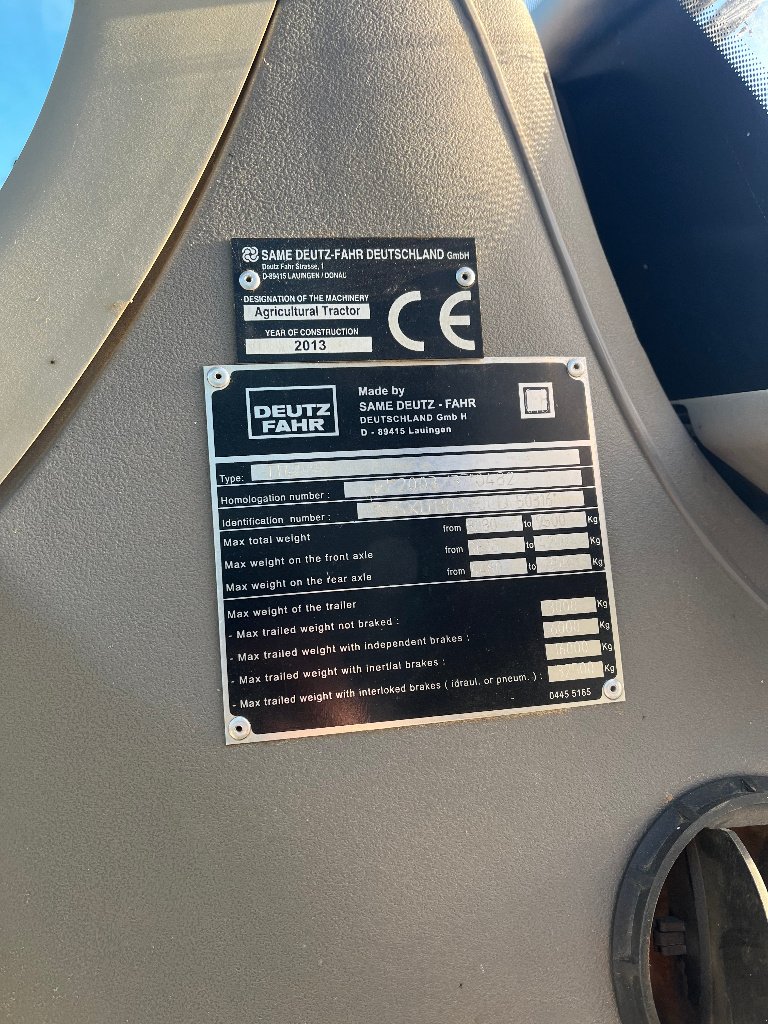 SAME DEUTZ-FAHR DEUTSCHLAND GmbH
Deutz Fahr Strasse, 1
D-89415 LAUINGEN / DONAU
DESIGNATION OF THE MACHINERY
Agricultural Tractor
YEAR OF CONSTRUCTION
2013
CE
DEUTZ
FAHR
Made by
SAME DEUTZ - FAHR
DEUTSCHLAND Gmb H
D - 89415 Lauingen
Type:
Homologation number :
Identification number :
Max total weight from to Kg
Max weight on the front axle from to Kg
Max weight on the rear axle from to Kg
Max weight of the trailer
- Max trailed weight not braked : 3000 Kg
- Max trailed weight with independent brakes : 6000 Kg
- Max trailed weight with inertial brakes : 16000 Kg
- Max trailed weight with interloked brakes ( idraul. or pneum. ) : Kg
0445 5165